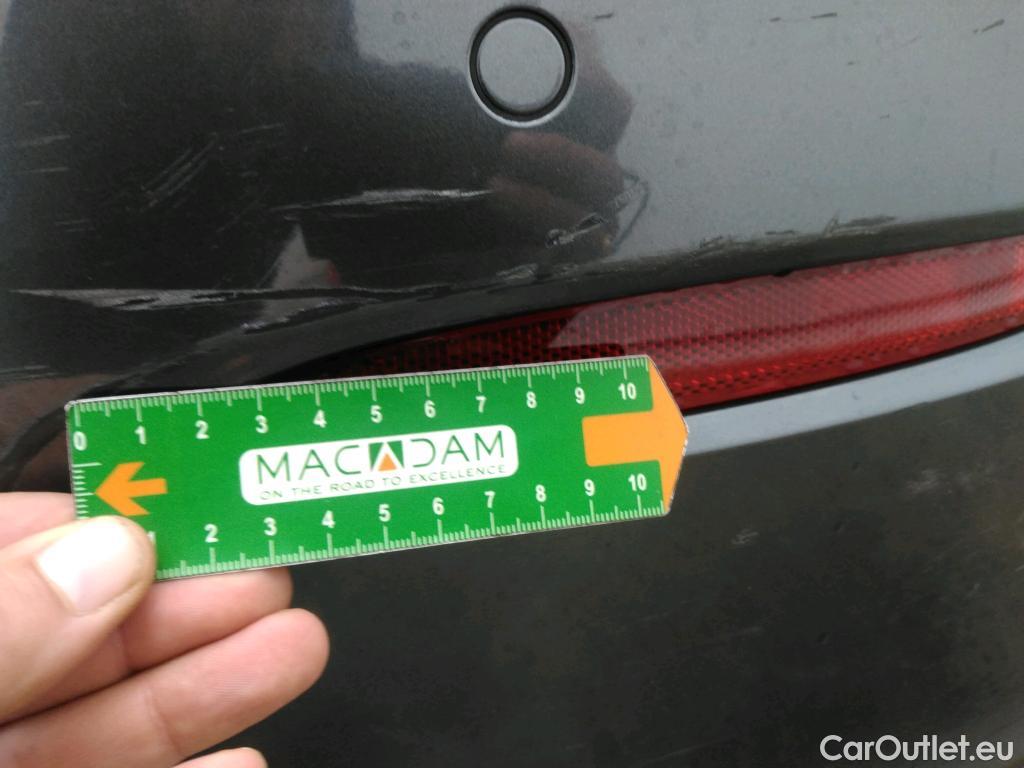 0 1 2 3 4 5 6 7 8 9 10
MACADAM
ON THE ROAD TO EXCELLENCE
1 2 3 4 5 6 7 8 9 10
CarOutlet.eu